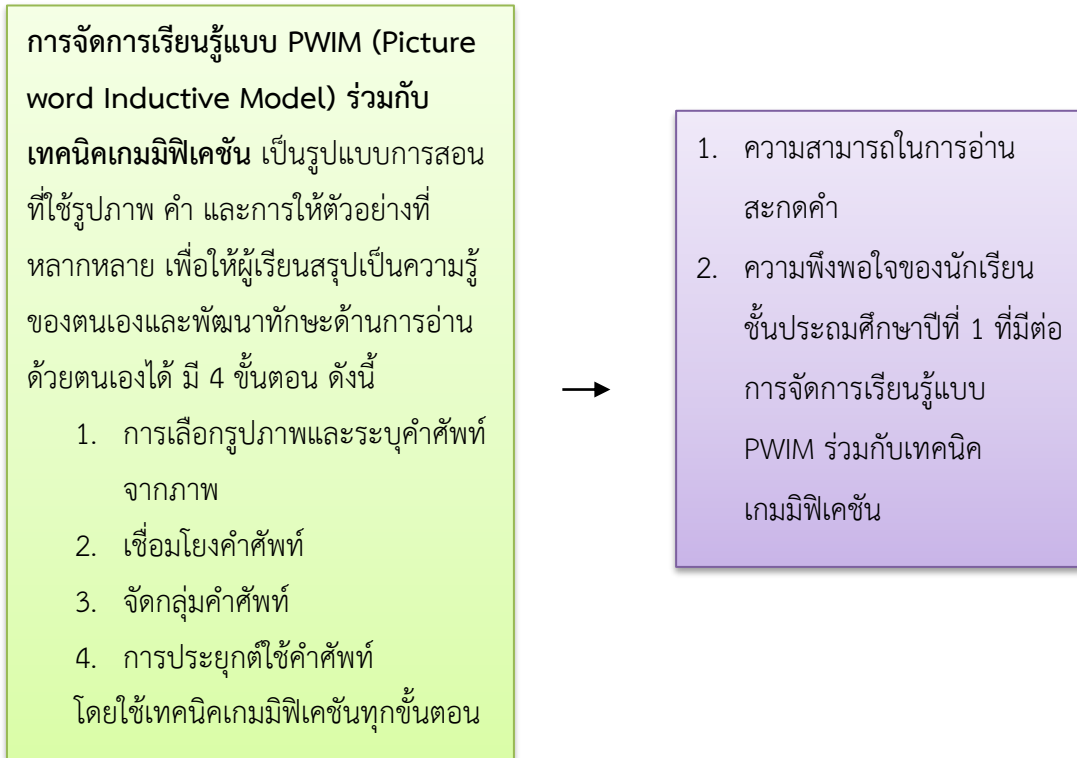 การจัดการเรียนรู้แบบ PWIM (Picture
word Inductive Model) ร่วมกับ
เทคนิคเกมมิฟิเคชัน เป็นรูปแบบการสอน
ที่ใช้รูปภาพ คำ และการให้ตัวอย่างที่
หลากหลาย เพื่อให้ผู้เรียนสรุปเป็นความรู้
ของตนเองและพัฒนาทักษะด้านการอ่าน
ด้วยตนเองได้ มี 4 ขั้นตอน ดังนี้
1. การเลือกรูปภาพและระบุคำศัพท์
จากภาพ
2. เชื่อมโยงคำศัพท์
3. จัดกลุ่มคำศัพท์
4. การประยุกต์ใช้คำศัพท์
โดยใช้เทคนิคเกมมิฟิเคชันทุกขั้นตอน
1. ความสามารถในการอ่าน
สะกดคำ
2. ความพึงพอใจของนักเรียน
ชั้นประถมศึกษาปีที่ 1 ที่มีต่อ
การจัดการเรียนรู้แบบ
PWIM ร่วมกับเทคนิค
เกมมิฟิเคชัน